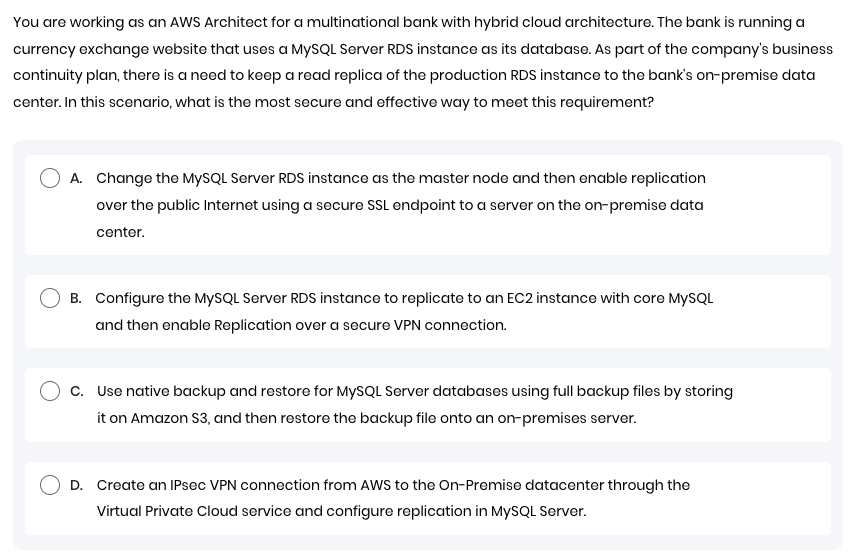 You are working as an AWS Architect for a multinational bank with hybrid cloud architecture. The bank is running a
currency exchange website that uses a MySQL Server RDS instance as its database. As part of the company's business
continuity plan, there is a need to keep a read replica of the production RDS instance to the bank's on-premise data
center. In this scenario, what is the most secure and effective way to meet this requirement?
A. Change the MySQL Server RDS instance as the master node and then enable replication
over the public Internet using a secure SSL endpoint to a server on the on-premise data
center.
B. Configure the MySQL Server RDS instance to replicate to an EC2 instance with core MySQL
and then enable Replication over a secure VPN connection.
C. Use native backup and restore for MySQL Server databases using full backup files by storing
it on Amazon S3, and then restore the backup file onto an on-premises server.
D. Create an IPsec VPN connection from AWS to the On-Premise datacenter through the
Virtual Private Cloud service and configure replication in MySQL Server.